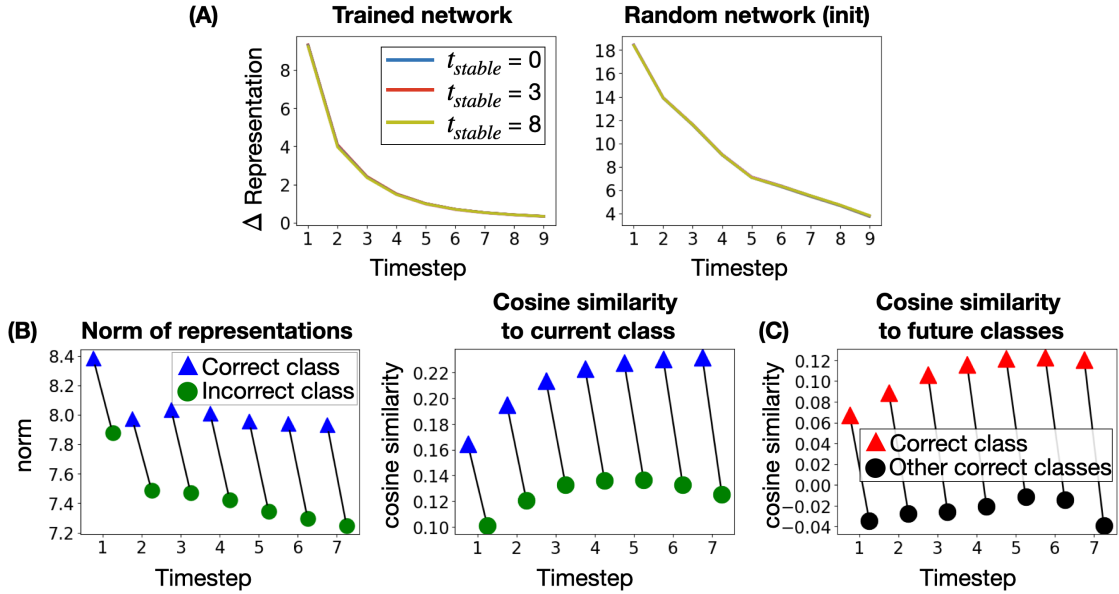 (A)
Trained network
Random network (init)
Δ Representation
8
6
4
2
0
t_stable = 0
t_stable = 3
t_stable = 8
1 2 3 4 5 6 7 8 9
Timestep
18
16
14
12
10
8
6
4
1 2 3 4 5 6 7 8 9
Timestep
(B)
Norm of representations
norm
8.4
8.2
8.0
7.8
7.6
7.4
7.2
Correct class
Incorrect class
1 2 3 4 5 6 7
Timestep
Cosine similarity
to current class
cosine similarity
0.22
0.20
0.18
0.16
0.14
0.12
0.10
1 2 3 4 5 6 7
Timestep
(C)
Cosine similarity
to future classes
cosine similarity
0.12
0.10
0.08
0.06
0.04
0.02
0.00
−0.02
−0.04
Correct class
Other correct classes
1 2 3 4 5 6 7
Timestep